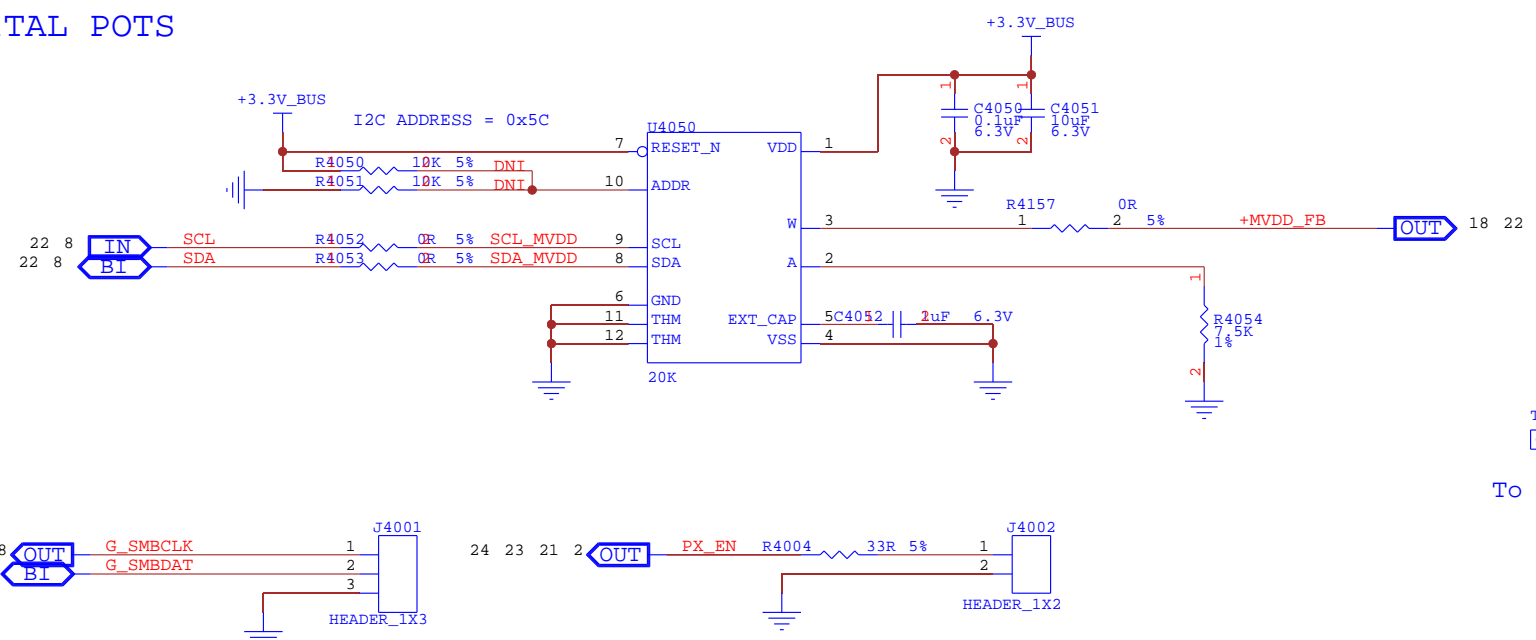 TAL POTS
+3.3V_BUS
+3.3V_BUS
I2C ADDRESS = 0x5C
U4050
1 C4050 0.1uF 6.3V 2
1 C4051 10uF 6.3V 2
7 RESET_N VDD 1
R4050 10K 5% DNI
R4051 10K 5% DNI 10 ADDR
W 3 R4157 1 0R 2 5% +MVDD_FB OUT 18 22
22 8 IN SCL R4052 0R 5% SCL_MVDD 9 SCL
22 8 BI SDA R4053 0R 5% SDA_MVDD 8 SDA
A 2
6 GND
11 THM EXT_CAP 5 C4052 1uF 6.3V
12 THM VSS 4
1 R4054 7.5K 1% 2
20K
To
J4001
8 OUT G_SMBCLK 1
BI G_SMBDAT 2
3
HEADER_1X3
J4002
24 23 21 2 OUT PX_EN R4004 33R 5% 1
2
HEADER_1X2